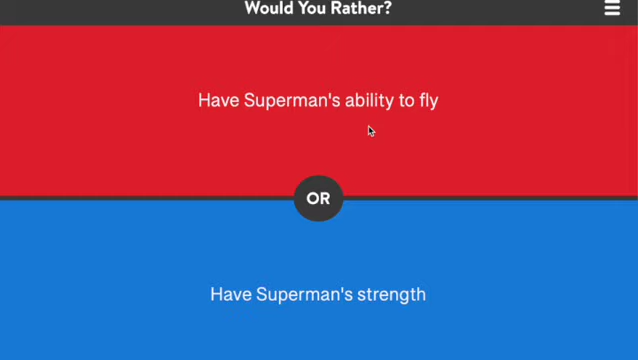 Would You Rather?
Have Superman's ability to fly
OR
Have Superman's strength